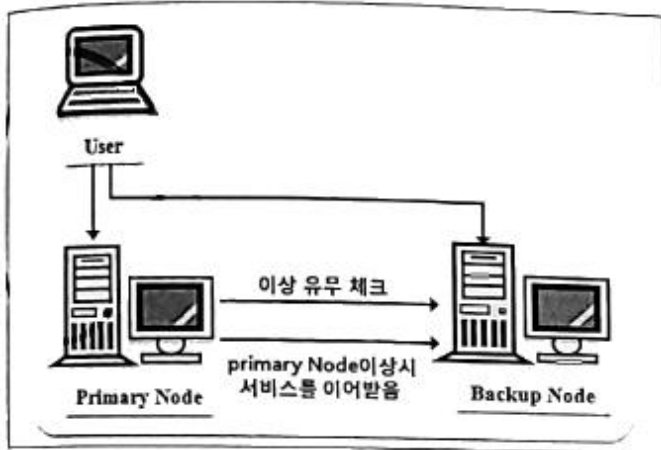 User
이상 유무 체크
primary Node이상시
서비스를 이어받음
Primary Node
Backup Node